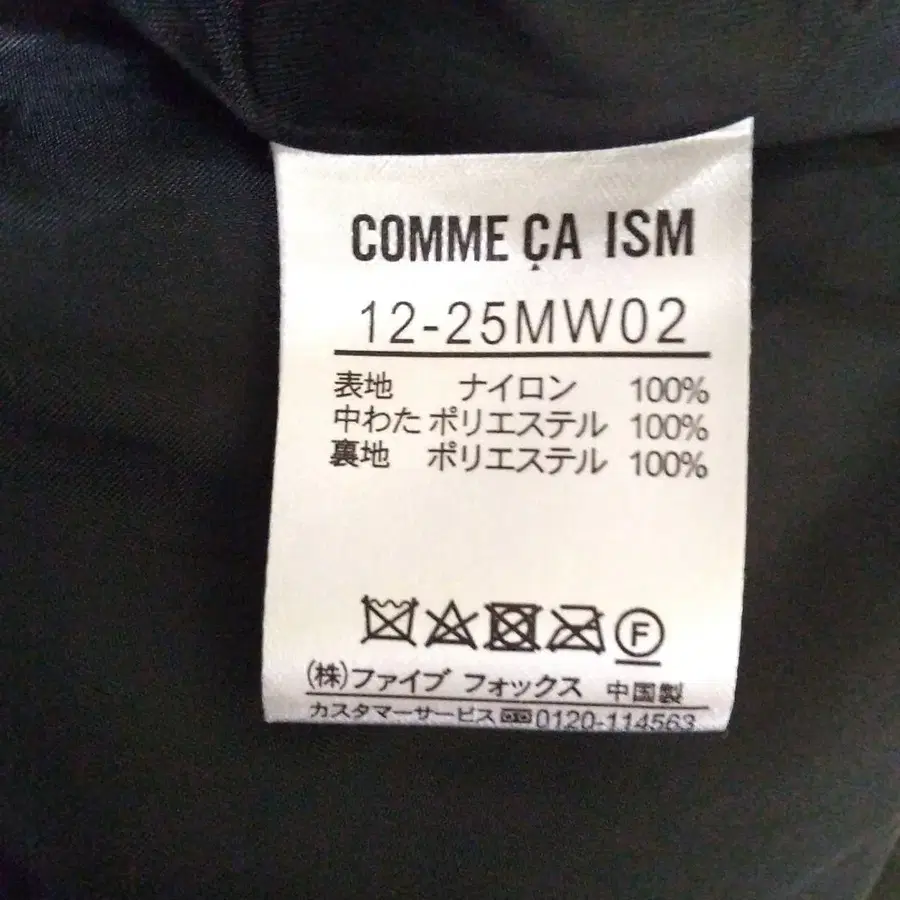 COMME ÇA ISM
12-25MW02
表地 ナイロン 100%
中わた ポリエステル 100%
裏地 ポリエステル 100%
F
(株)ファイブ フォックス 中国製
カスタマーサービス 0120-114563